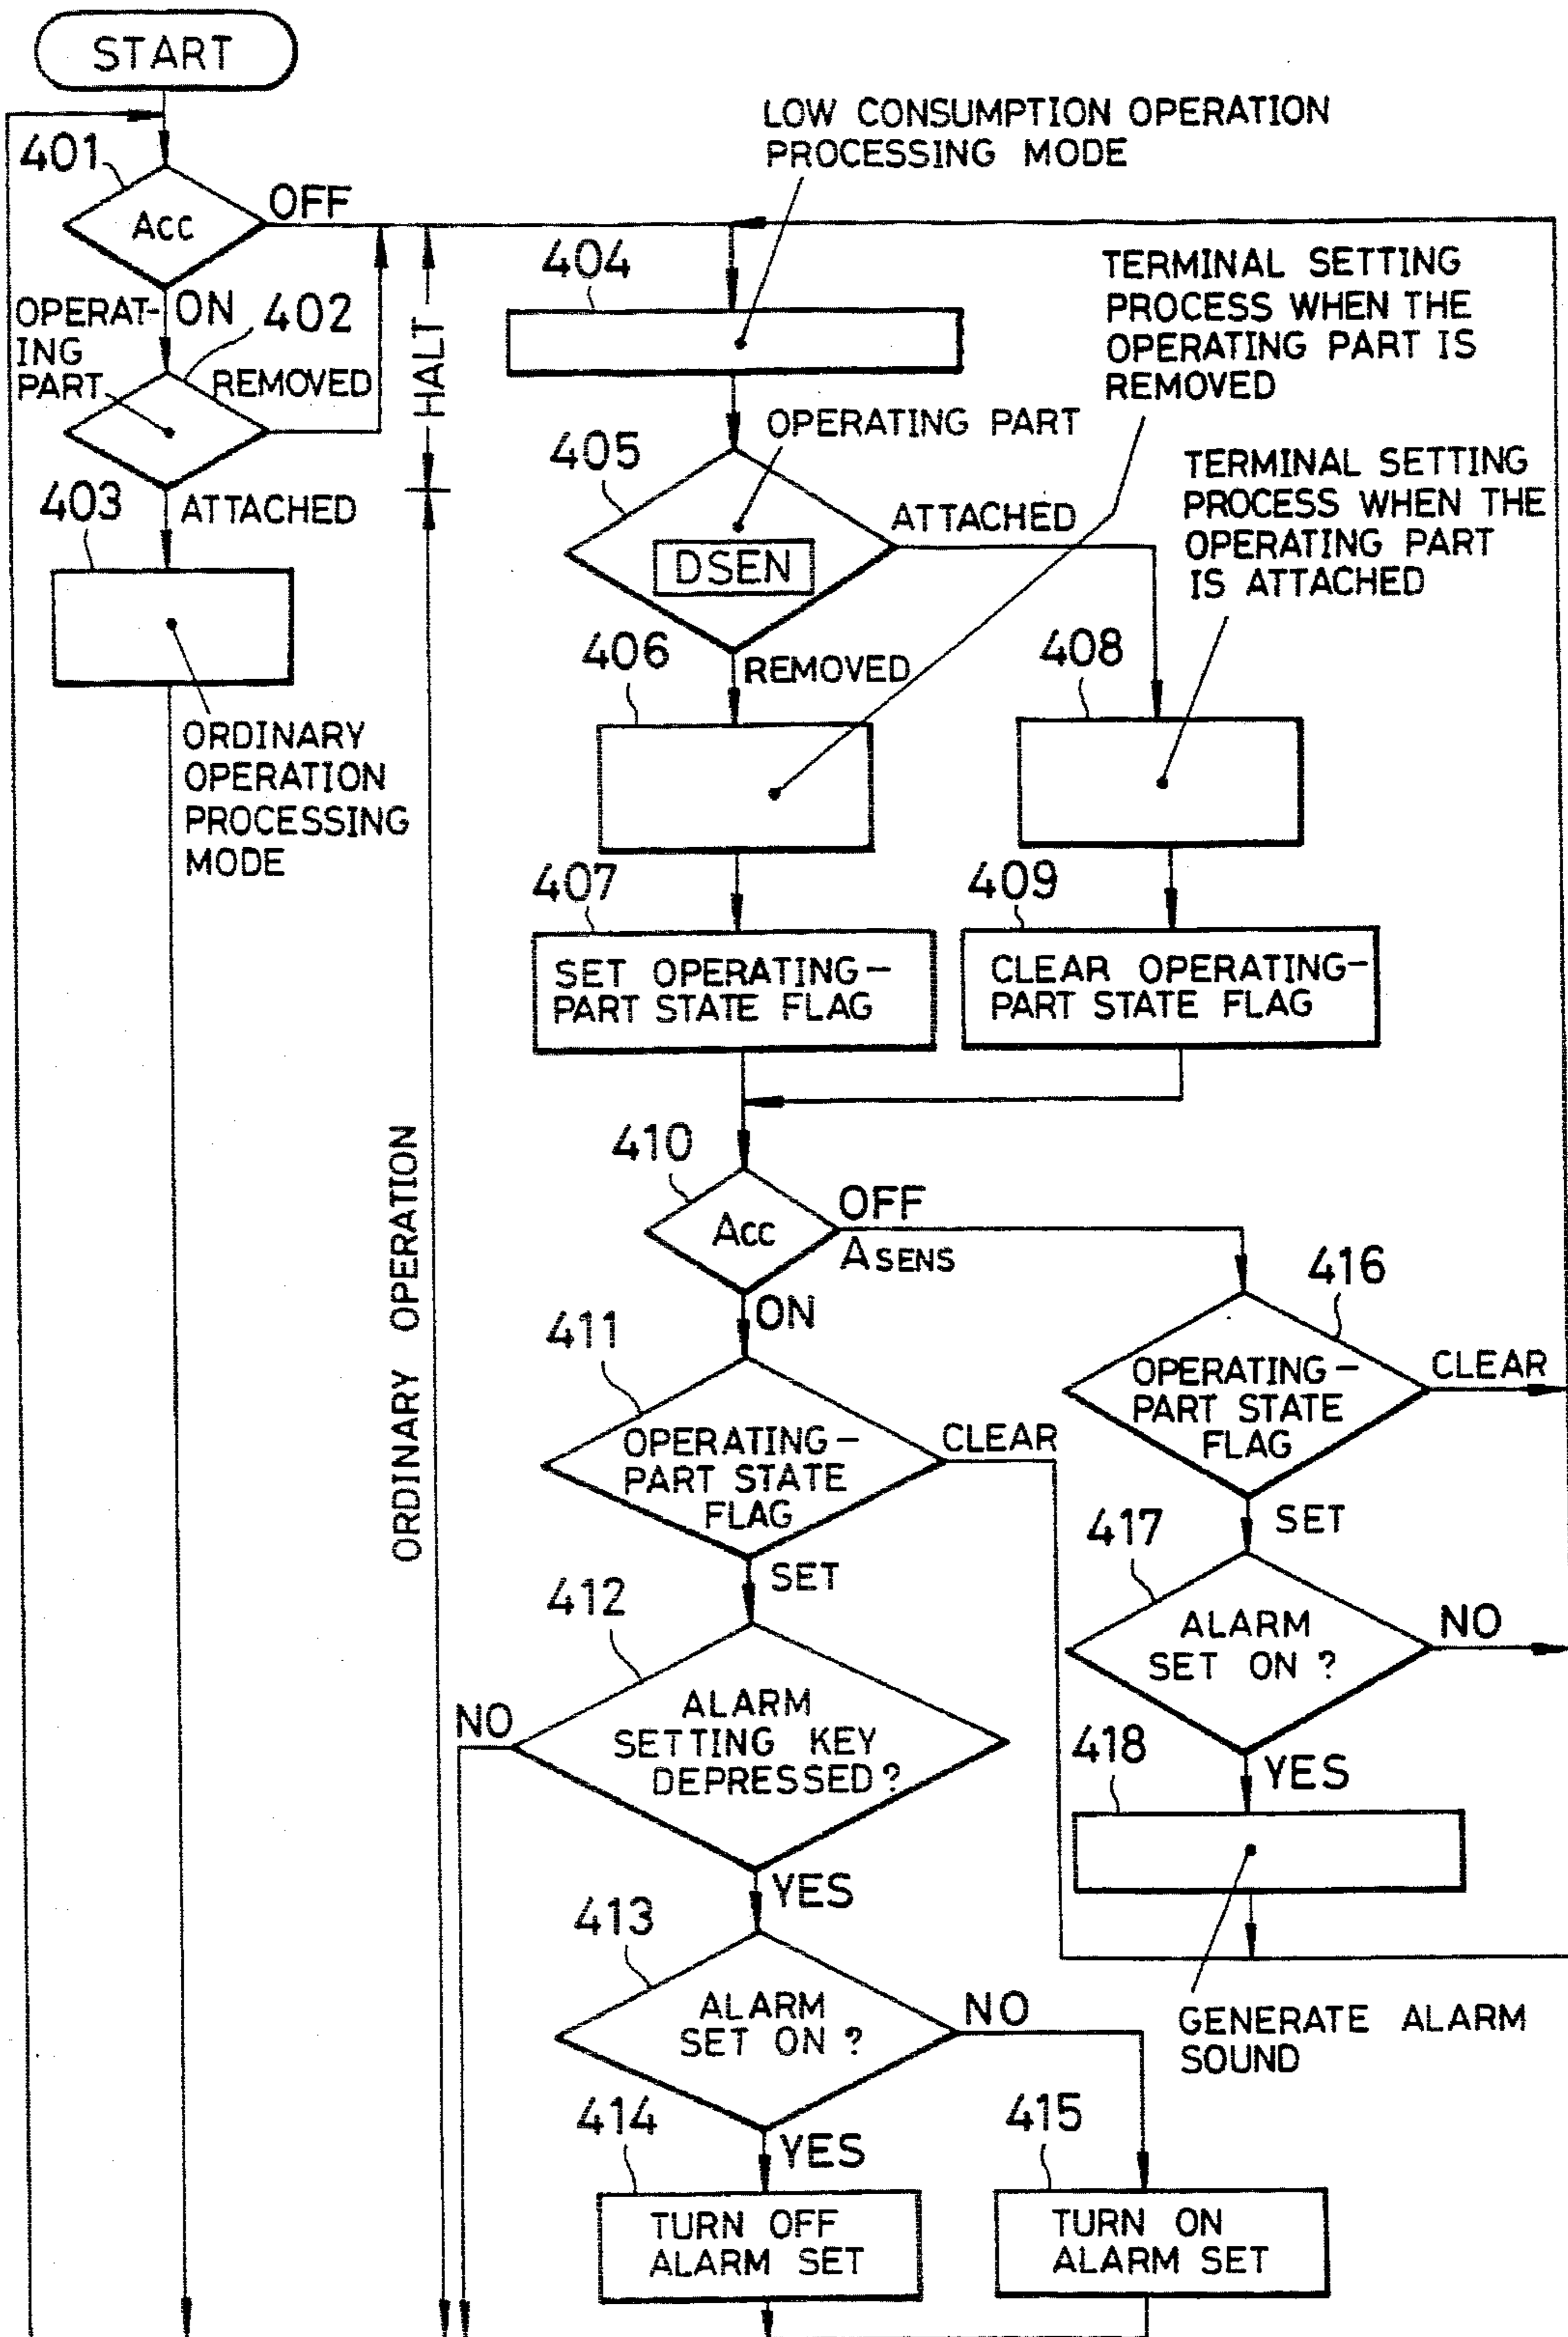 START
LOW CONSUMPTION OPERATION
PROCESSING MODE
401
Acc
OFF
ON
OPERAT-
ING
PART
402
REMOVED
HALT
ATTACHED
403
ORDINARY
OPERATION
PROCESSING
MODE
ORDINARY OPERATION
404
TERMINAL SETTING
PROCESS WHEN THE
OPERATING PART IS
REMOVED
OPERATING PART
405
DSEN
ATTACHED
TERMINAL SETTING
PROCESS WHEN THE
OPERATING PART
IS ATTACHED
REMOVED
406
408
407
SET OPERATING-
PART STATE FLAG
409
CLEAR OPERATING-
PART STATE FLAG
410
Acc
OFF
ASENS
ON
411
OPERATING-
PART STATE
FLAG
CLEAR
SET
416
OPERATING-
PART STATE
FLAG
CLEAR
SET
412
ALARM
SETTING KEY
DEPRESSED?
NO
YES
417
ALARM
SET ON?
NO
YES
418
GENERATE ALARM
SOUND
413
ALARM
SET ON?
NO
YES
414
TURN OFF
ALARM SET
415
TURN ON
ALARM SET